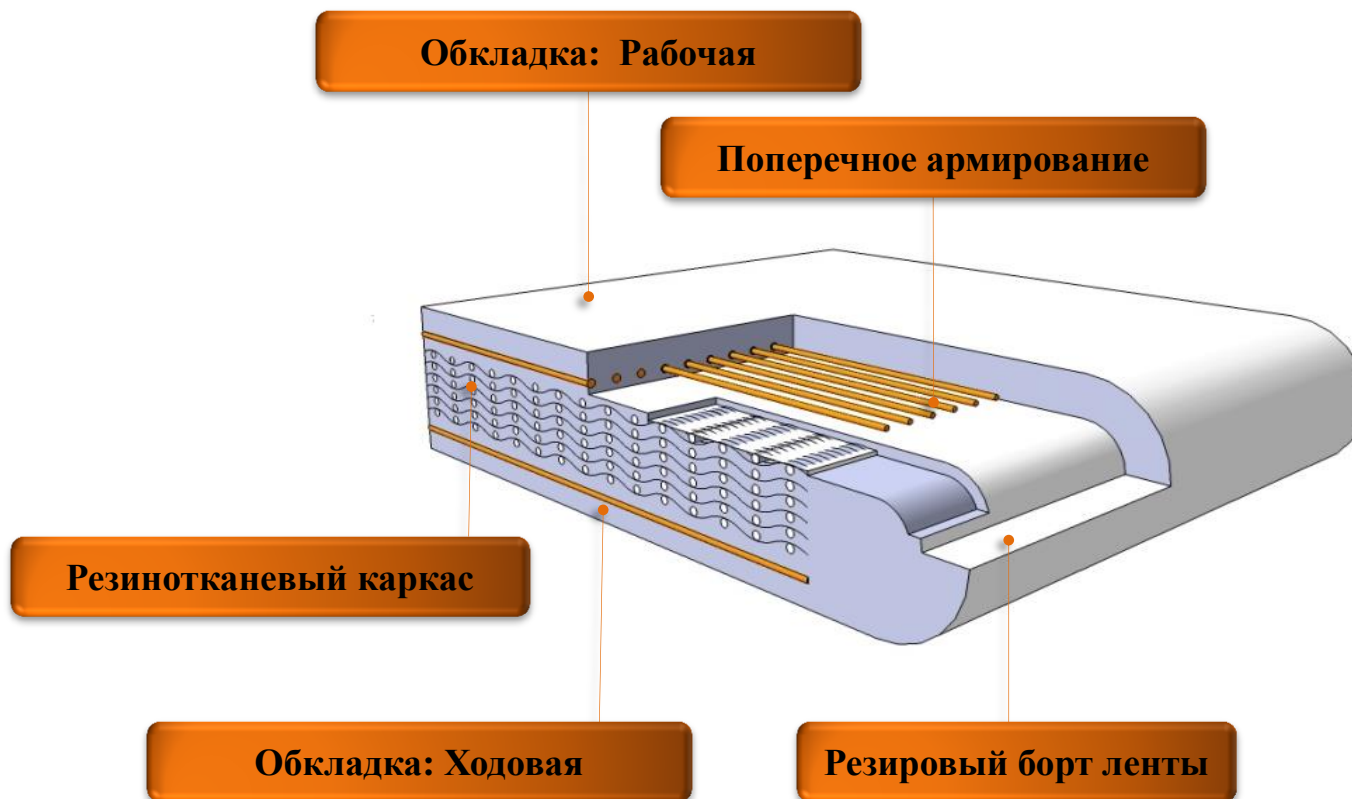 Обкладка:  Рабочая
Поперечное армирование
Резинотканевый каркас
Обкладка: Ходовая
Резировый борт ленты